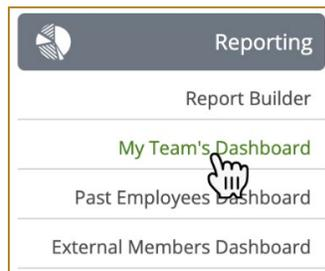 Reporting
Report Builder
My Team's Dashboard
Past Employees Dashboard
External Members Dashboard